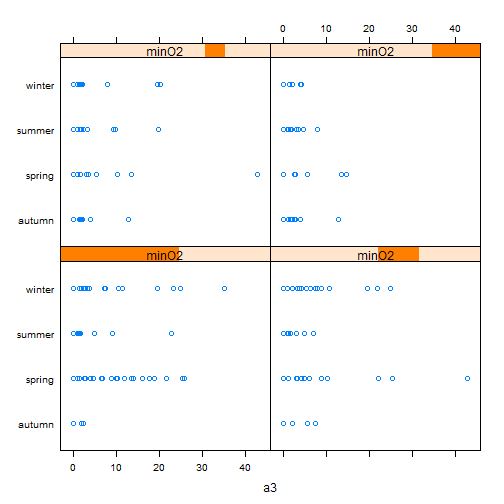 0 10 20 30 40
minO2 minO2
winter
summer
spring
autumn
minO2 minO2
winter
summer
spring
autumn
0 10 20 30 40
a3